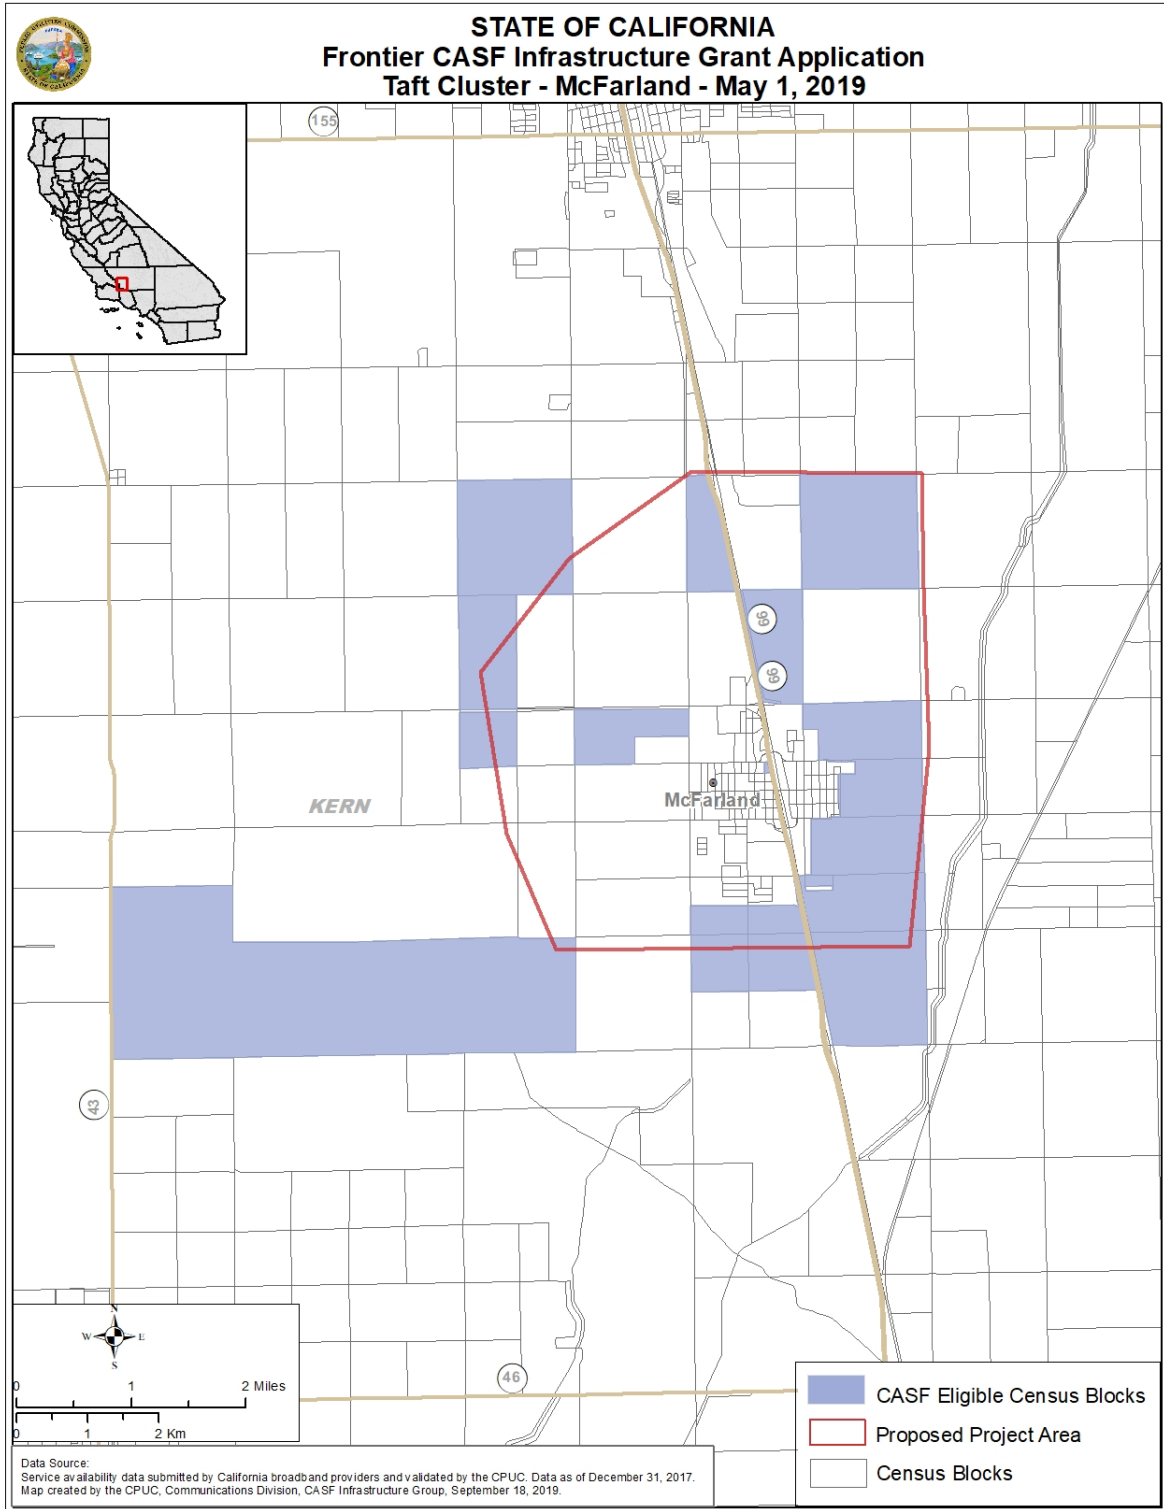 STATE OF CALIFORNIA
Frontier CASF Infrastructure Grant Application
Taft Cluster - McFarland - May 1, 2019
155
99
99
McFarland
KERN
43
46
N
W E
S
0 1 2 Miles
0 1 2 Km
CASF Eligible Census Blocks
Proposed Project Area
Census Blocks
Data Source:
Service availability data submitted by California broadband providers and validated by the CPUC. Data as of December 31, 2017.
Map created by the CPUC, Communications Division, CASF Infrastructure Group, September 18, 2019.